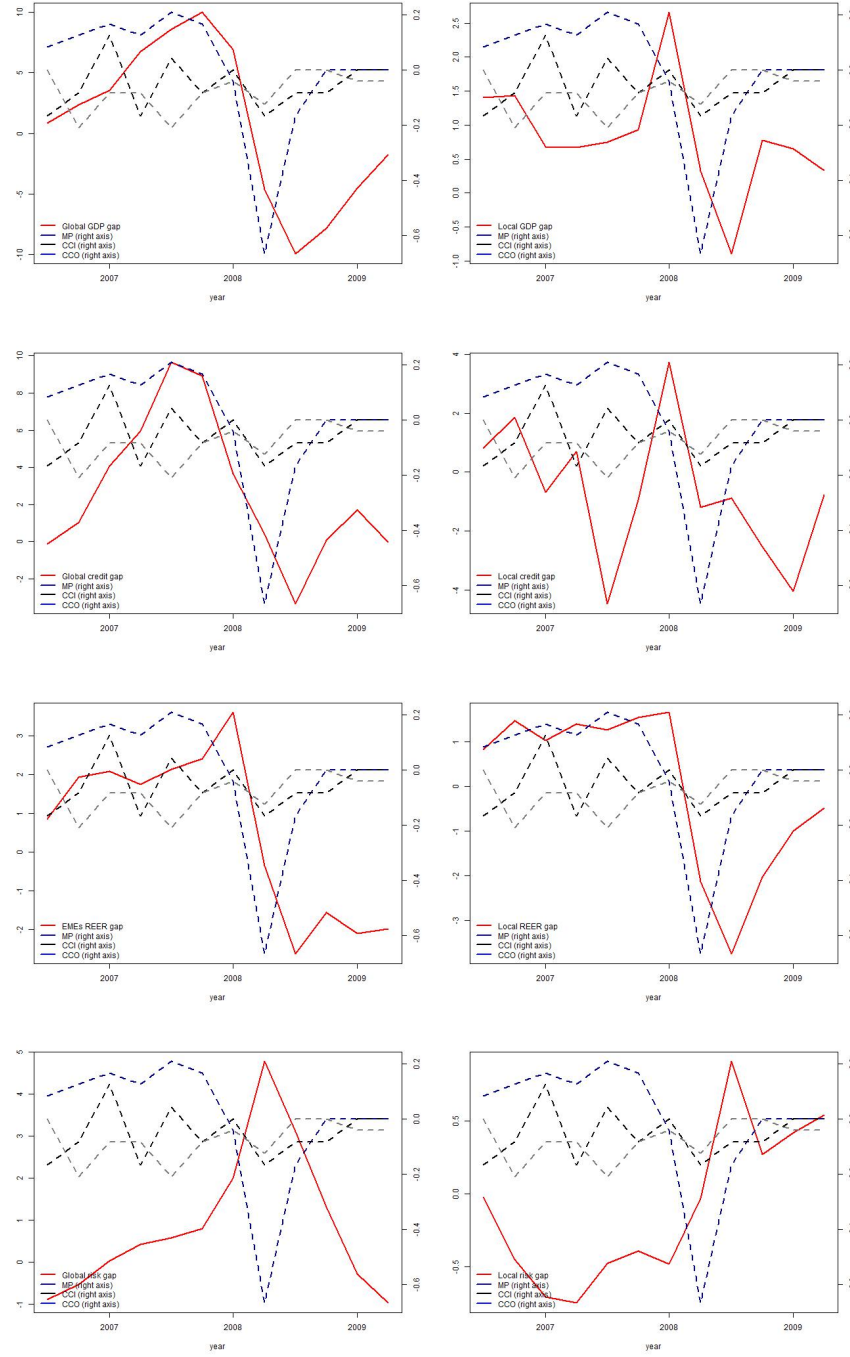 10
5
0
-5
-10
0.2
0.0
-0.2
-0.4
-0.6
Global GDP gap
MP (right axis)
CCI (right axis)
CCO (right axis)
2007 2008 2009
year
2.5
2.0
1.5
1.0
0.5
0.0
-0.5
-1.0
Local GDP gap
MP (right axis)
CCI (right axis)
CCO (right axis)
2007 2008 2009
year
10
8
6
4
2
0
-2
0.2
0.0
-0.2
-0.4
-0.6
Global credit gap
MP (right axis)
CCI (right axis)
CCO (right axis)
2007 2008 2009
year
4
2
0
-2
-4
Local credit gap
MP (right axis)
CCI (right axis)
CCO (right axis)
2007 2008 2009
year
3
2
1
0
-1
-2
0.2
0.0
-0.2
-0.4
-0.6
EMEs REER gap
MP (right axis)
CCI (right axis)
CCO (right axis)
2007 2008 2009
year
1
0
-1
-2
-3
Local REER gap
MP (right axis)
CCI (right axis)
CCO (right axis)
2007 2008 2009
year
5
4
3
2
1
0
-1
0.2
0.0
-0.2
-0.4
-0.6
Global risk gap
MP (right axis)
CCI (right axis)
CCO (right axis)
2007 2008 2009
year
0.5
0.0
-0.5
Local risk gap
MP (right axis)
CCI (right axis)
CCO (right axis)
2007 2008 2009
year